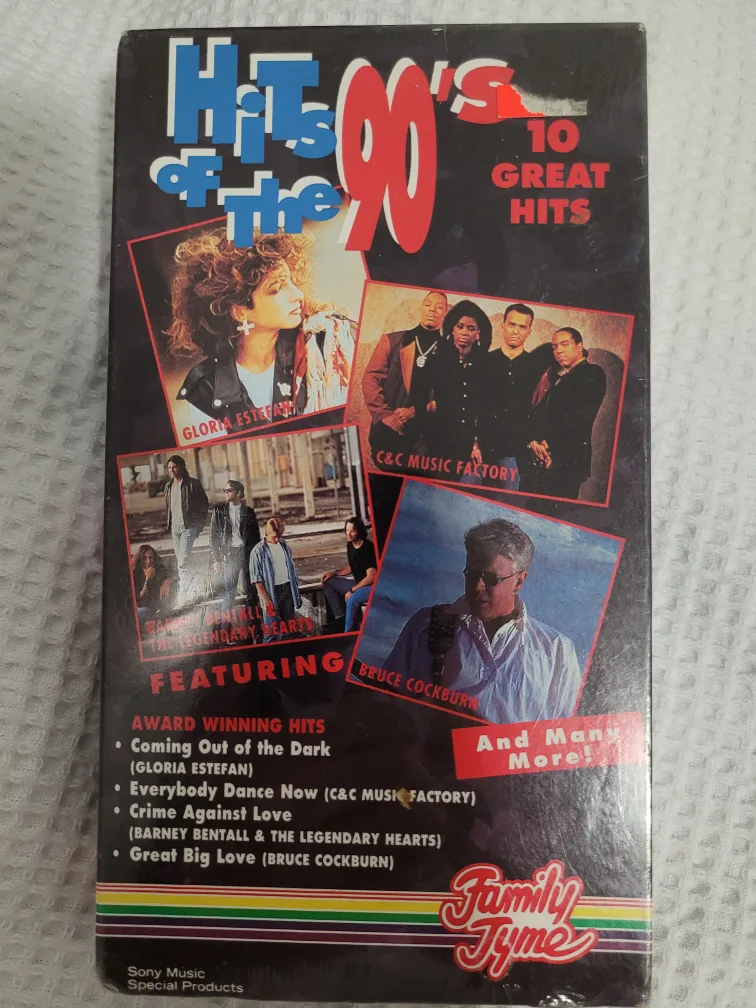 HiTs
oF The
90's
10
GREAT
HITS
GLORIA ESTEFAN
C&C MUSIC FACTORY
BARNEY BENTALL &
THE LEGENDARY HEARTS
BRUCE COCKBURN
FEATURING
AWARD WINNING HITS
• Coming Out of the Dark
(GLORIA ESTEFAN)
• Everybody Dance Now (C&C MUSIC FACTORY)
• Crime Against Love
(BARNEY BENTALL & THE LEGENDARY HEARTS)
• Great Big Love (BRUCE COCKBURN)
And Many
More!
Family
Tyme
Sony Music
Special Products